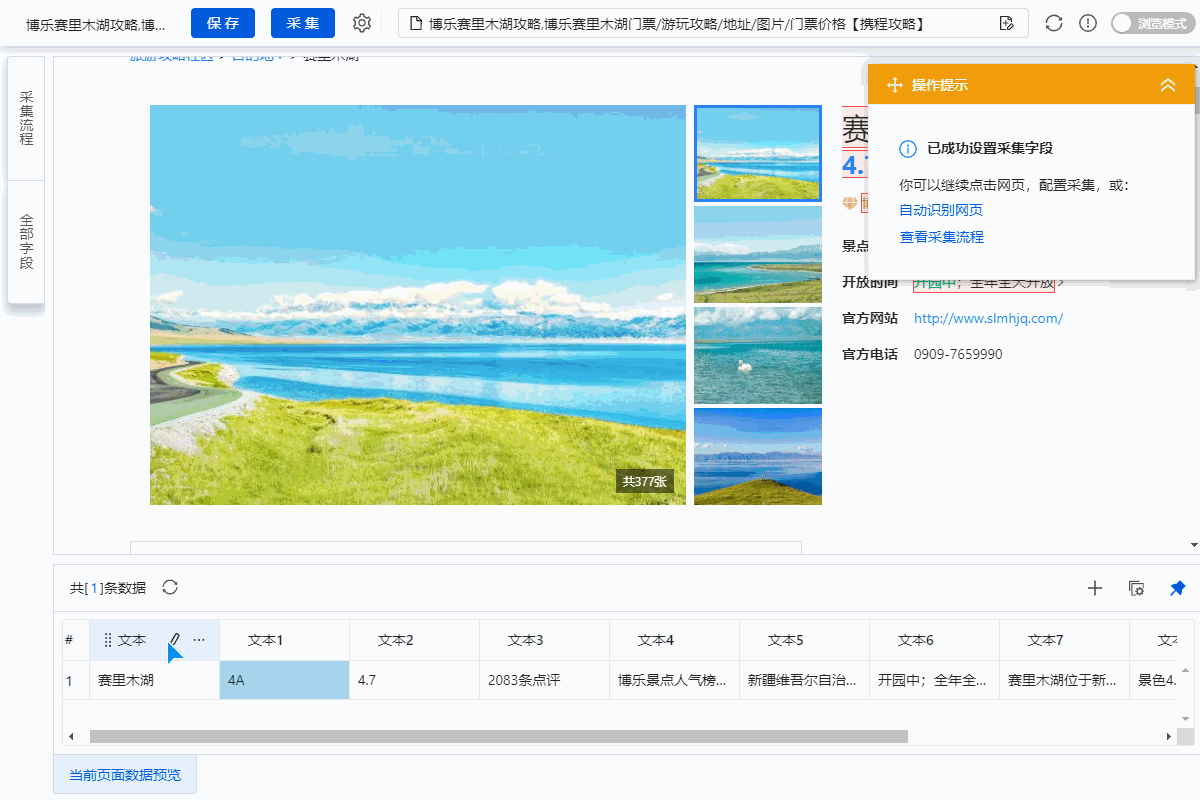 博乐赛里木湖攻略,博...
保存
采集
博乐赛里木湖攻略,博乐赛里木湖门票/游玩攻略/地址/图片/门票价格【携程攻略】
浏览模式
采集流程
全部字段
旅游攻略社区 > 目的地 > 赛里木湖
共377张
赛
4.7
景点
开放时间 开园中；全年全天开放 >
官方网站 http://www.slmhjq.com/
官方电话 0909-7659990
操作提示
已成功设置采集字段
你可以继续点击网页，配置采集，或：
自动识别网页
查看采集流程
共[1]条数据
# 文本 ... 文本1 文本2 文本3 文本4 文本5 文本6 文本7
1 赛里木湖 4A 4.7 2083条点评 博乐景点人气榜... 新疆维吾尔自治... 开园中；全年全... 赛里木湖位于新... 景色4.
当前页面数据预览